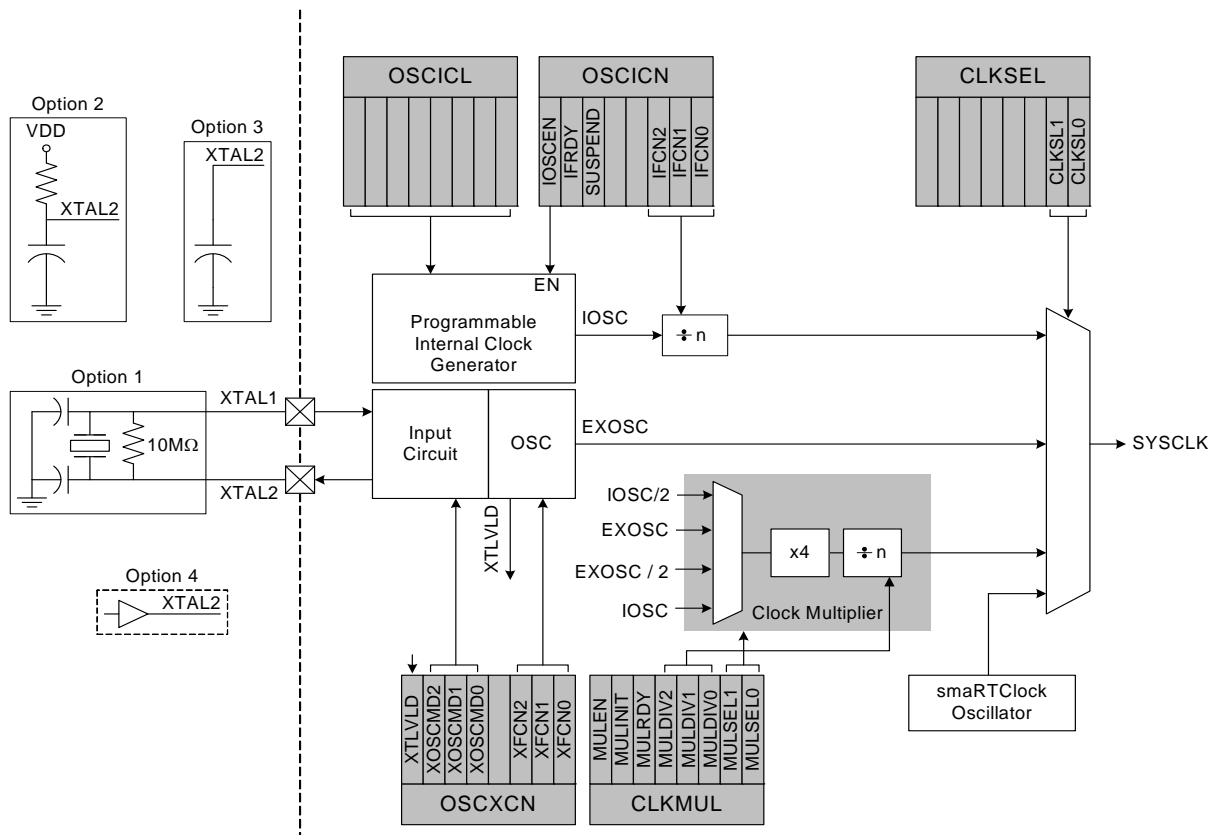 OSCICL
OSCICN
CLKSEL
IOSCEN
IFRDY
SUSPEND
IFCN2
IFCN1
IFCN0
CLKSL1
CLKSL0
Option 2
VDD
XTAL2
Option 3
XTAL2
EN
Programmable
Internal Clock
Generator
IOSC
÷ n
Option 1
XTAL1
10MΩ
XTAL2
Input
Circuit
OSC
EXOSC
SYSCLK
XTLVLD
IOSC/2
EXOSC
EXOSC / 2
IOSC
x4
÷ n
Clock Multiplier
Option 4
XTAL2
smaRTClock
Oscillator
XTLVLD
XOSCMD2
XOSCMD1
XOSCMD0
XFCN2
XFCN1
XFCN0
OSCXCN
MULEN
MULINIT
MULRDY
MULDIV2
MULDIV1
MULDIV0
MULSEL1
MULSEL0
CLKMUL